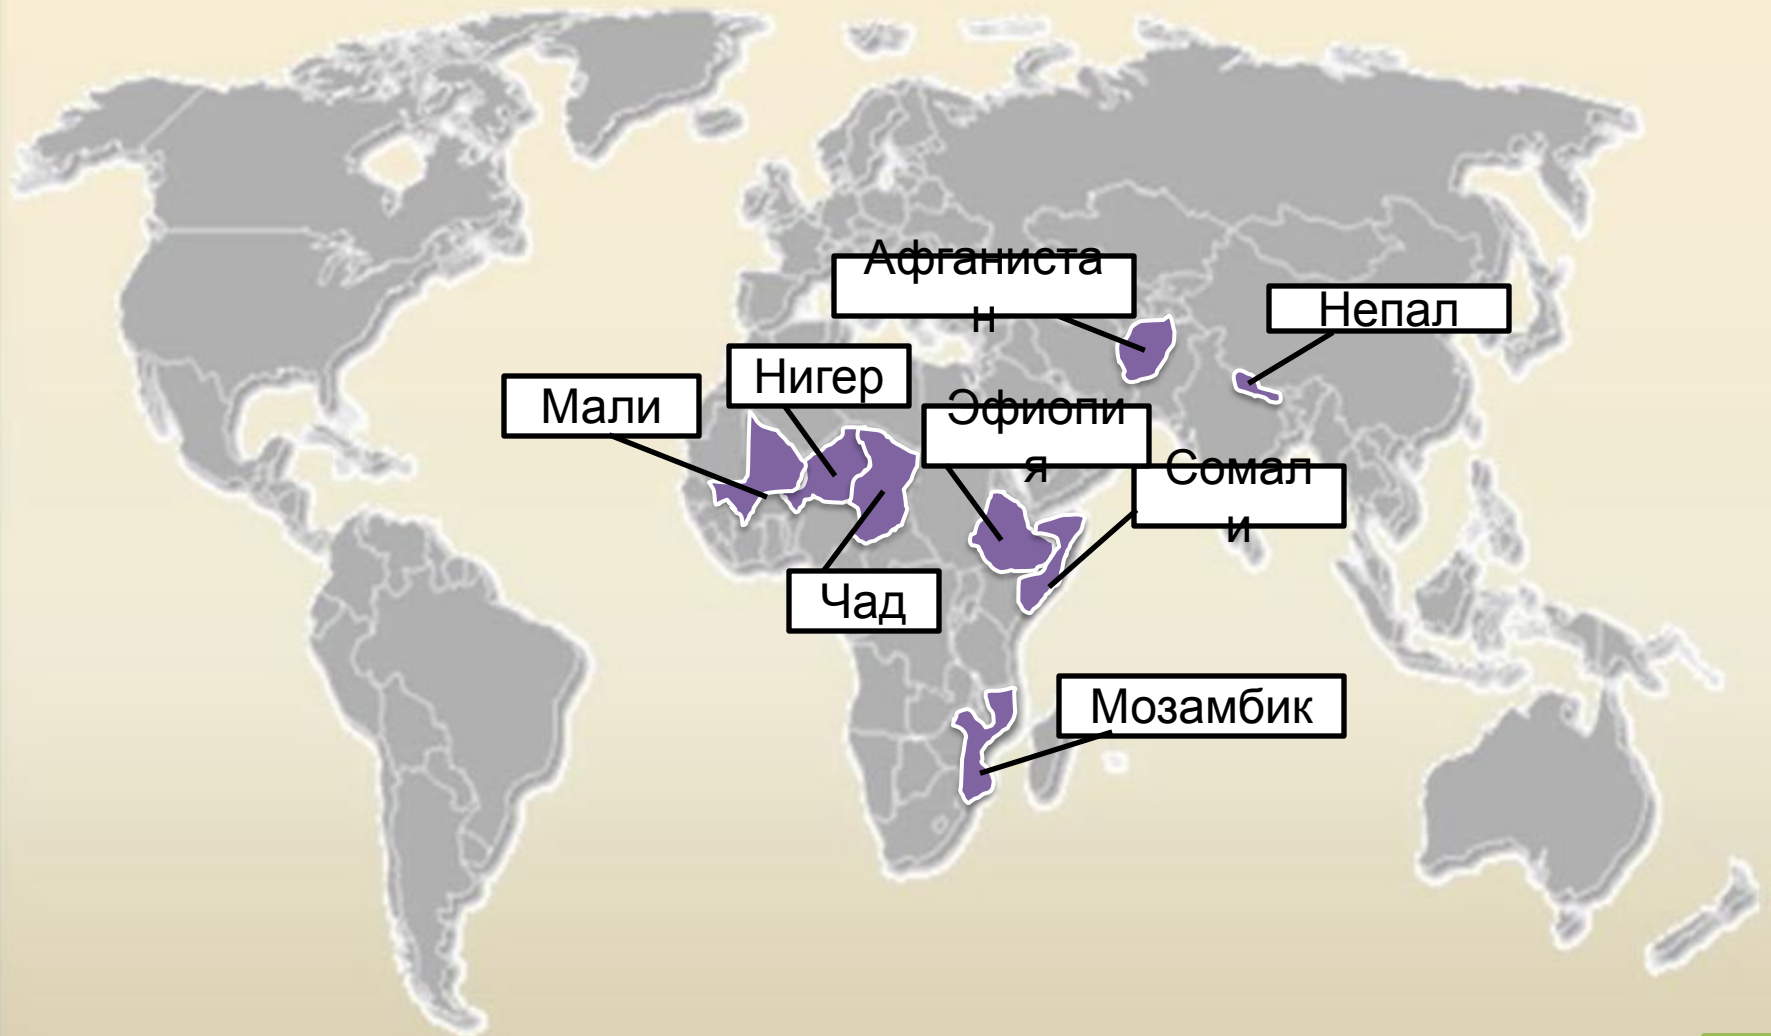 Афганиста
н
Непал
Нигер
Мали
Эфиопи
я
Сомал
и
Чад
Мозамбик